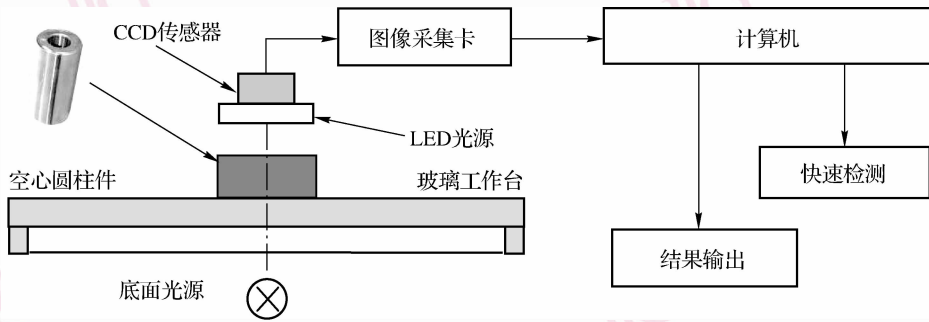 CCD传感器
图像采集卡
计算机
LED光源
空心圆柱件
玻璃工作台
快速检测
结果输出
底面光源